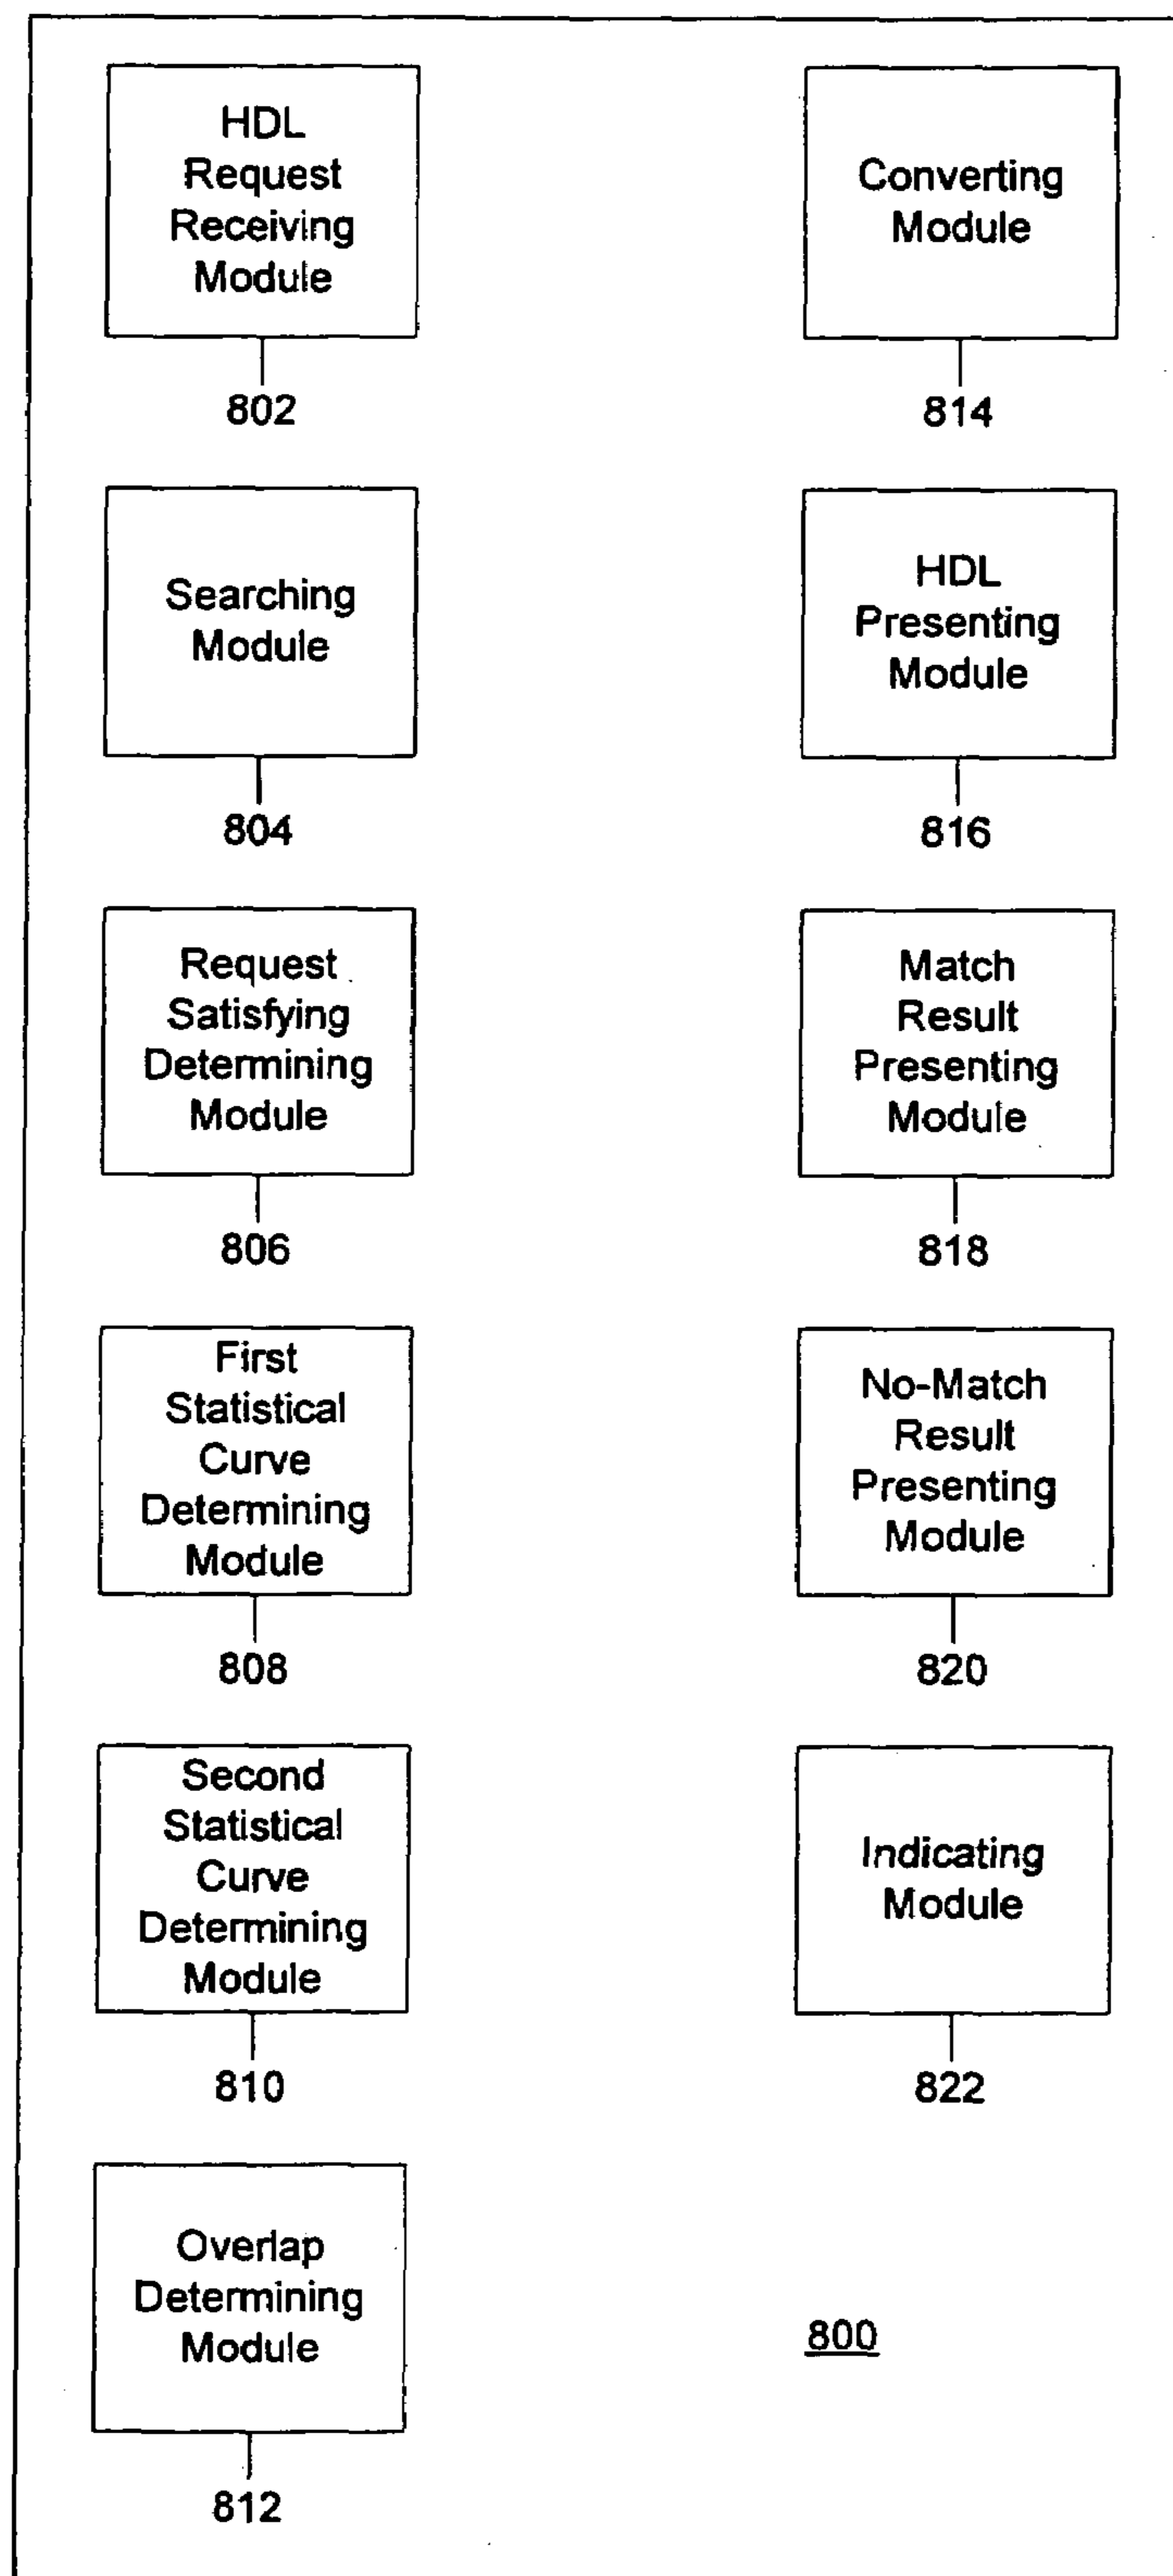 HDL
Request
Receiving
Module
802
Searching
Module
804
Request
Satisfying
Determining
Module
806
First
Statistical
Curve
Determining
Module
808
Second
Statistical
Curve
Determining
Module
810
Overlap
Determining
Module
812
Converting
Module
814
HDL
Presenting
Module
816
Match
Result
Presenting
Module
818
No-Match
Result
Presenting
Module
820
Indicating
Module
822
800